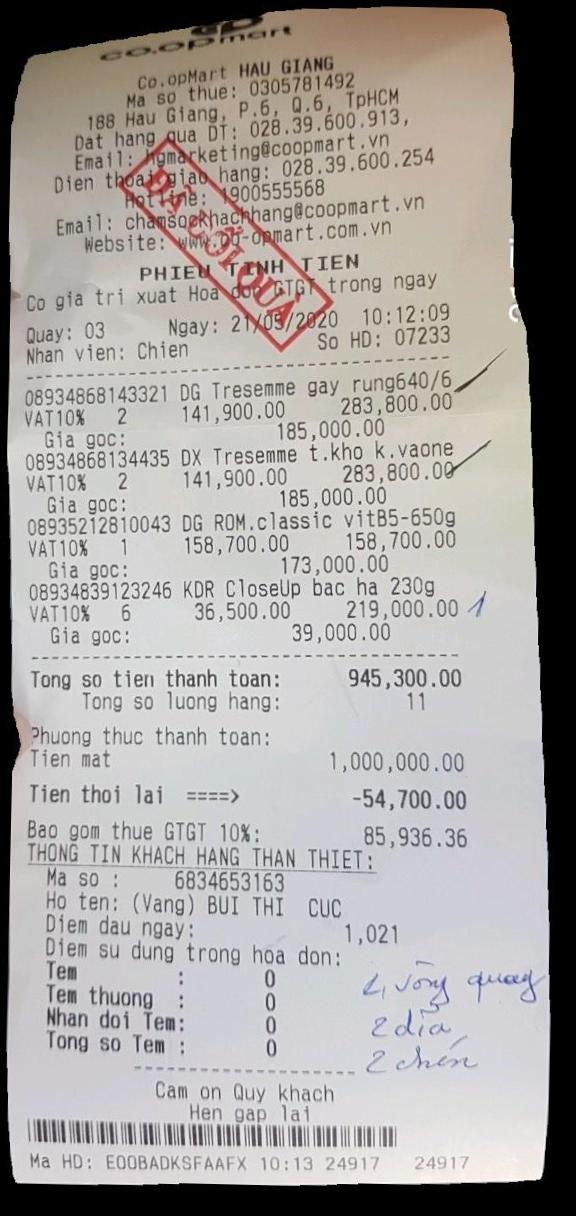 co.opmart
Co.opMart HAU GIANG
Ma so thue: 0305781492
188 Hau Giang, P.6, Q.6, TpHCM
Dat hang qua DT: 028.39.600.913,
Email: hgmarketing@coopmart.vn
Dien thoai giao hang: 028.39.600.254
Hotline: 1900555568
Email: chamsockhachhang@coopmart.vn
Website: www.co-opmart.com.vn
ĐÃ ĐỔI QUÀ
PHIEU TINH TIEN
Co gia tri xuat Hoa don GTGT trong ngay
Quay: 03 Ngay: 21/05/2020 10:12:09
Nhan vien: Chien So HD: 07233
08934868143321 DG Tresemme gay rung640/6
VAT10% 2 141,900.00 283,800.00
Gia goc: 185,000.00
08934868134435 DX Tresemme t.kho k.vaone
VAT10% 2 141,900.00 283,800.00
Gia goc: 185,000.00
08935212810043 DG ROM.classic vitB5-650g
VAT10% 1 158,700.00 158,700.00
Gia goc: 173,000.00
08934839123246 KDR CloseUp bac ha 230g
VAT10% 6 36,500.00 219,000.00 1
Gia goc: 39,000.00
Tong so tien thanh toan: 945,300.00
Tong so luong hang: 11
Phuong thuc thanh toan:
Tien mat 1,000,000.00
Tien thoi lai ====> -54,700.00
Bao gom thue GTGT 10%: 85,936.36
THONG TIN KHACH HANG THAN THIET:
Ma so : 6834653163
Ho ten: (Vang) BUI THI CUC
Diem dau ngay: 1,021
Diem su dung trong hoa don:
Tem : 0
Tem thuong : 0
Nhan doi Tem: 0
Tong so Tem : 0
vòng quay
2 dĩa
2 chén
Cam on Quy khach
Hen gap lai
Ma HD: E00BADKSFAAFX 10:13 24917 24917